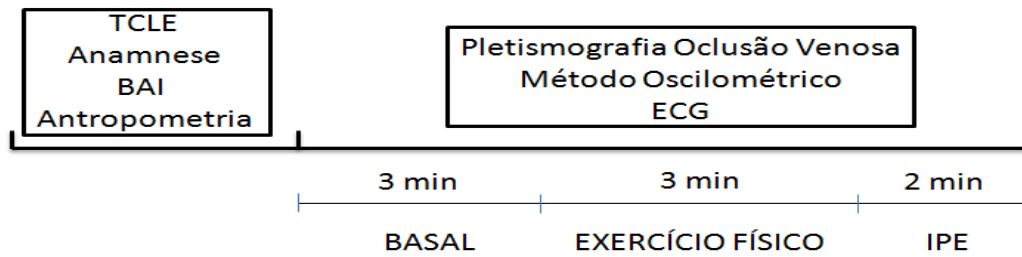 TCLE
Anamnese
BAI
Antropometria
Pletismografia Oclusão Venosa
Método Oscilométrico
ECG
3 min
3 min
2 min
BASAL
EXERCÍCIO FÍSICO
IPE